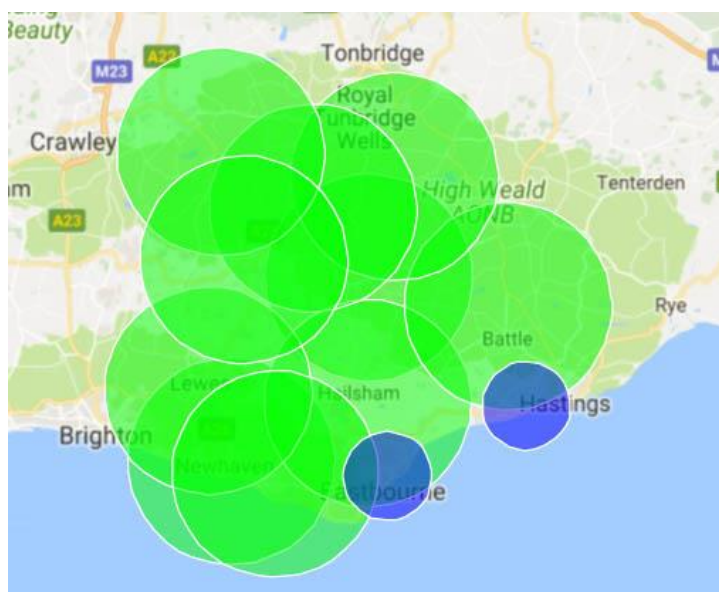 Beauty
A22
Tonbridge
M23
Royal
Tunbridge
Wells
Crawley
High Weald
AONB
Tenterden
A23
Rye
Battle
Lewes
Hailsham
Hastings
Brighton
Newhaven
Eastbourne